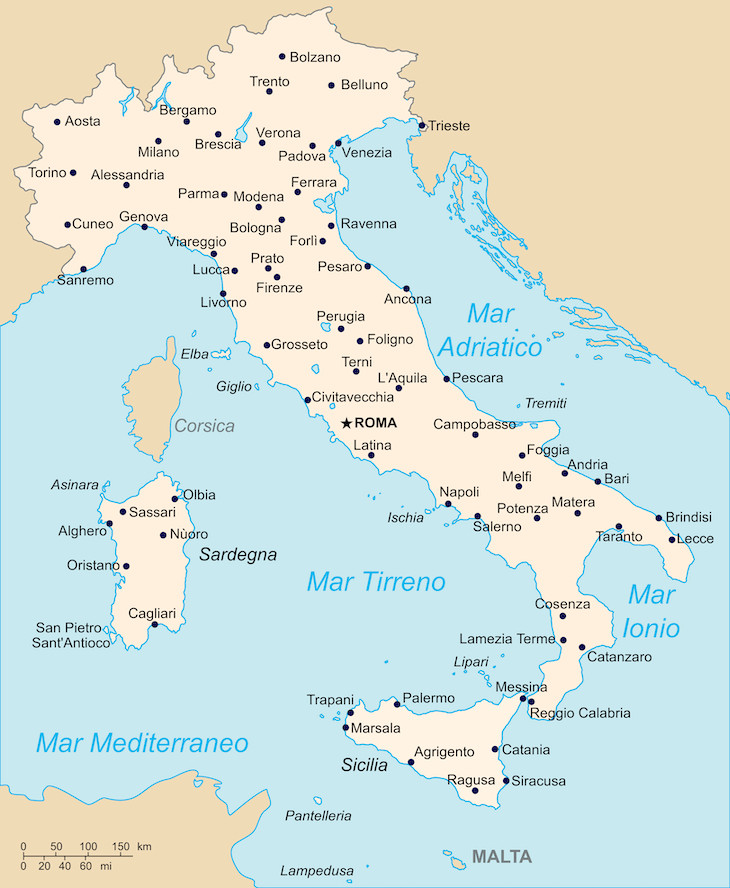 Bolzano
Trento
Belluno
Aosta
Bergamo
Trieste
Milano
Brescia
Verona
Padova
Venezia
Torino
Alessandria
Parma
Modena
Ferrara
Cuneo
Genova
Bologna
Ravenna
Viareggio
Forlì
Lucca
Prato
Pesaro
Sanremo
Firenze
Livorno
Ancona
Mar
Adriatico
Perugia
Foligno
Grosseto
Elba
Terni
L'Aquila
Pescara
Giglio
Civitavecchia
Tremiti
Corsica
ROMA
Campobasso
Latina
Foggia
Andria
Asinara
Olbia
Melfi
Bari
Napoli
Sassari
Potenza
Matera
Ischia
Brindisi
Alghero
Nùoro
Salerno
Taranto
Lecce
Sardegna
Oristano
Mar Tirreno
Mar
Ionio
Cagliari
Cosenza
San Pietro
Sant'Antioco
Lamezia Terme
Catanzaro
Lipari
Messina
Trapani
Palermo
Reggio Calabria
Marsala
Mar Mediterraneo
Agrigento
Catania
Sicilia
Ragusa
Siracusa
Pantelleria
0 50 100 150 km
0 20 40 60 mi
MALTA
Lampedusa